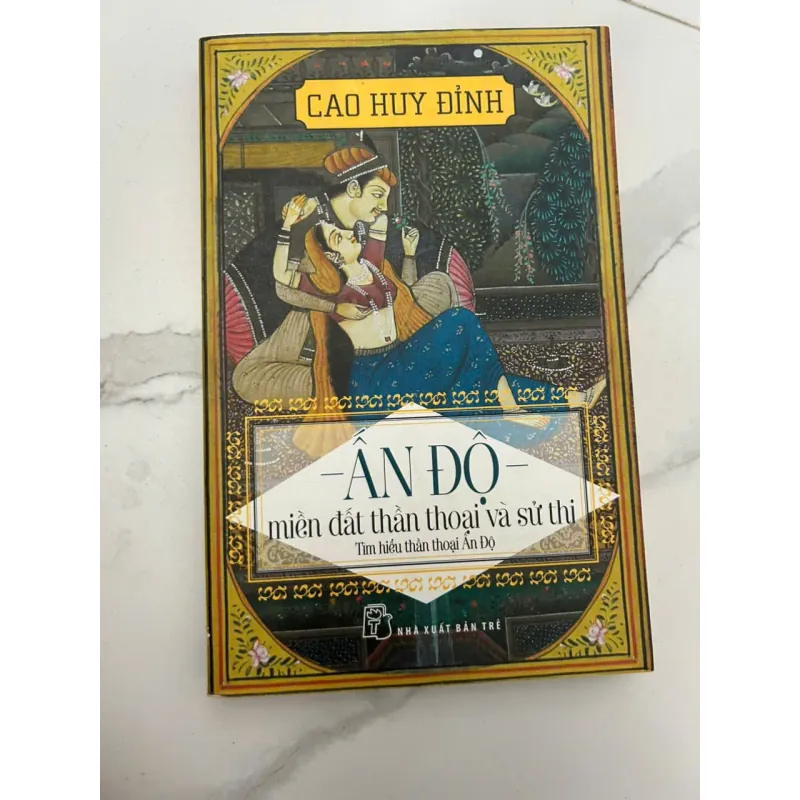 CAO HUY ĐỈNH
-ẤN ĐỘ-
miền đất thần thoại và sử thi
Tìm hiểu thần thoại Ấn Độ
T
NHÀ XUẤT BẢN TRẺ